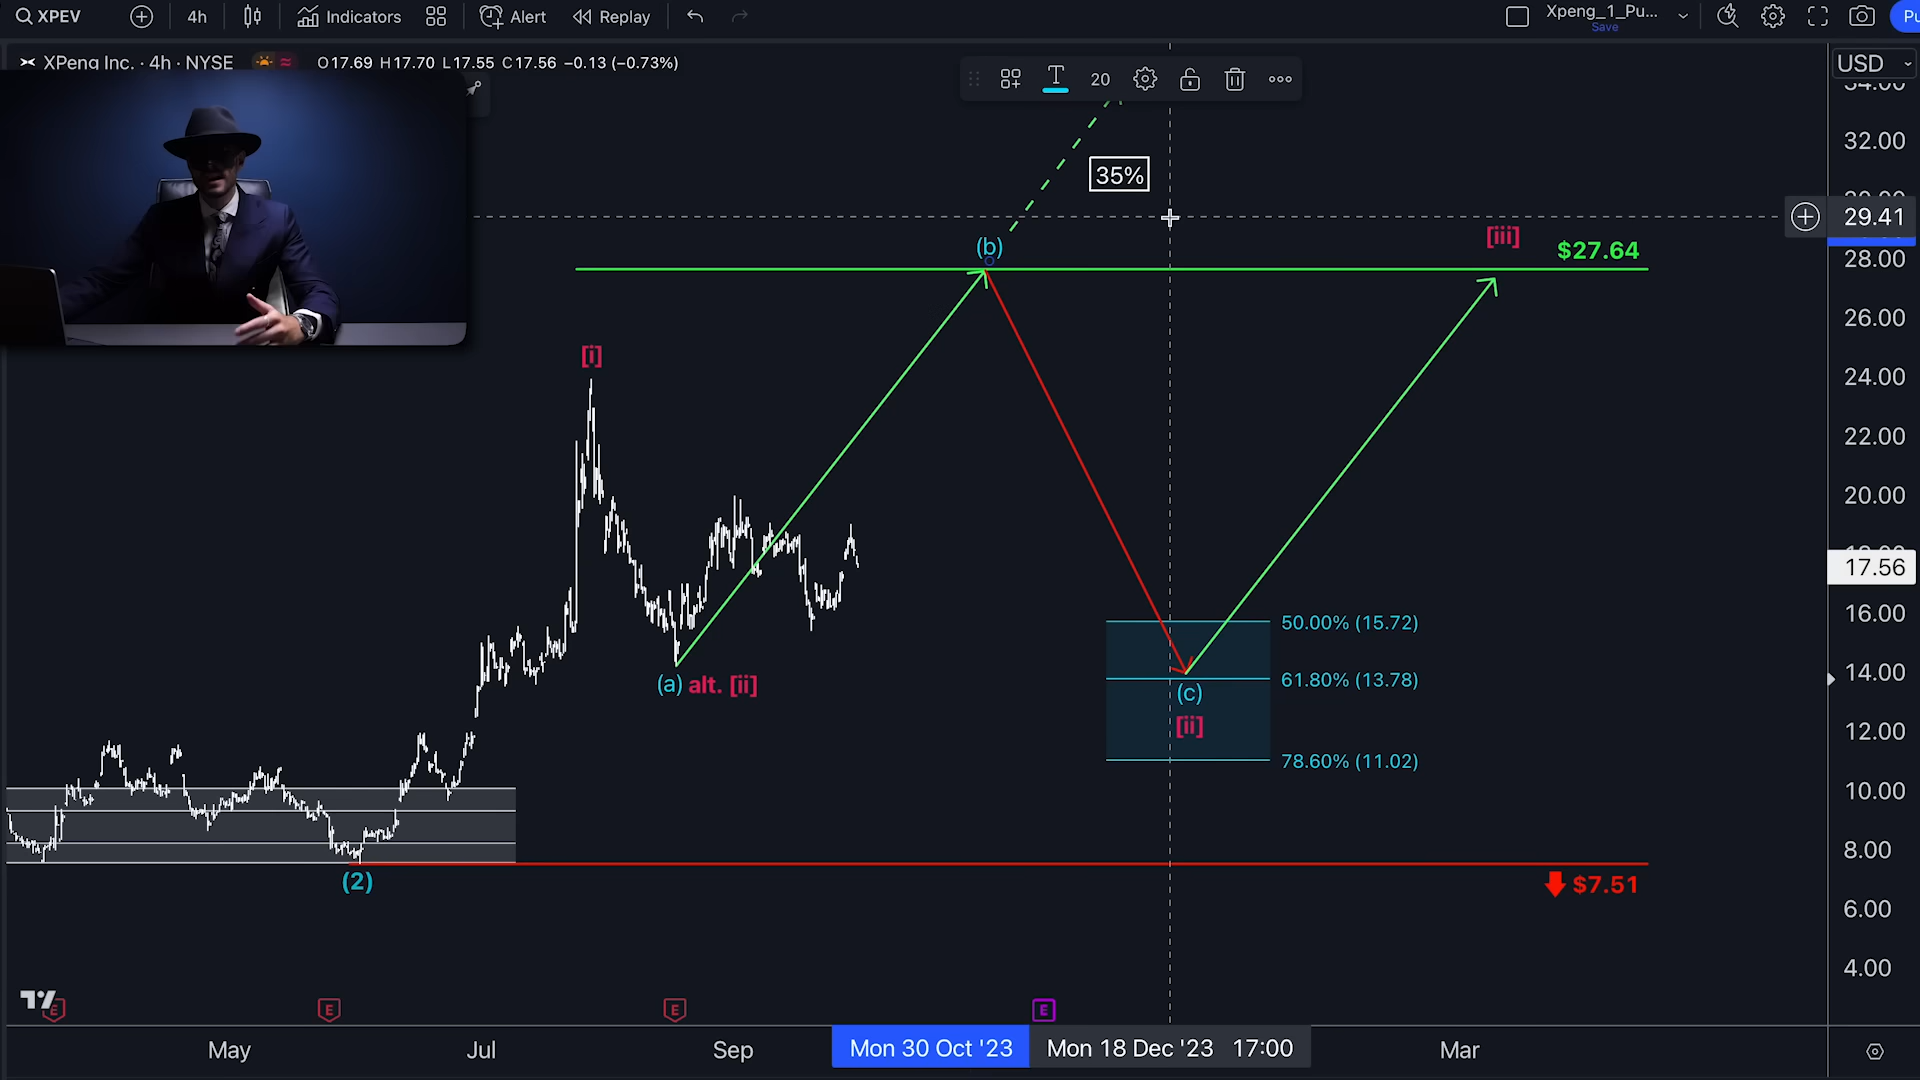 XPEV 4h Indicators Alert Replay Xpeng_1_Pu...
Save
XPeng Inc. · 4h · NYSE O17.69 H17.70 L17.55 C17.56 −0.13 (−0.73%)
USD
20
34.00
32.00
35%
29.41
(b)
[iii]
$27.64
28.00
26.00
[i]
24.00
22.00
20.00
17.56
50.00% (15.72)
16.00
(a) alt. [ii]
61.80% (13.78)
14.00
(c)
[ii]
12.00
78.60% (11.02)
10.00
8.00
(2)
$7.51
6.00
4.00
E E E E
May Jul Sep Mon 30 Oct '23 Mon 18 Dec '23 17:00 Mar